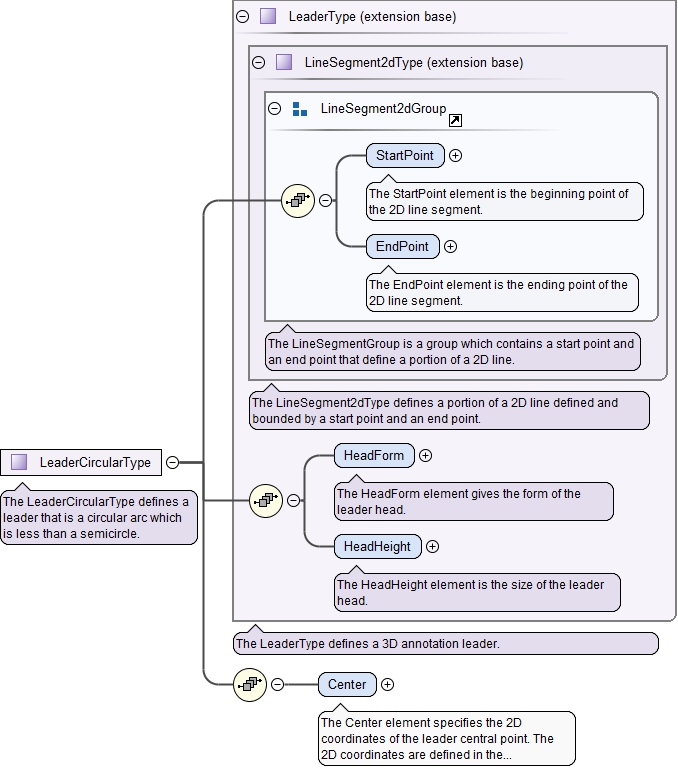 LeaderType (extension base)
LineSegment2dType (extension base)
LineSegment2dGroup
StartPoint
The StartPoint element is the beginning point of
the 2D line segment.
EndPoint
The EndPoint element is the ending point of the
2D line segment.
The LineSegmentGroup is a group which contains a start point and
an end point that define a portion of a 2D line.
The LineSegment2dType defines a portion of a 2D line defined and
bounded by a start point and an end point.
LeaderCircularType
The LeaderCircularType defines a
leader that is a circular arc which
is less than a semicircle.
HeadForm
The HeadForm element gives the form of the
leader head.
HeadHeight
The HeadHeight element is the size of the leader
head.
The LeaderType defines a 3D annotation leader.
Center
The Center element specifies the 2D
coordinates of the leader central point. The
2D coordinates are defined in the...